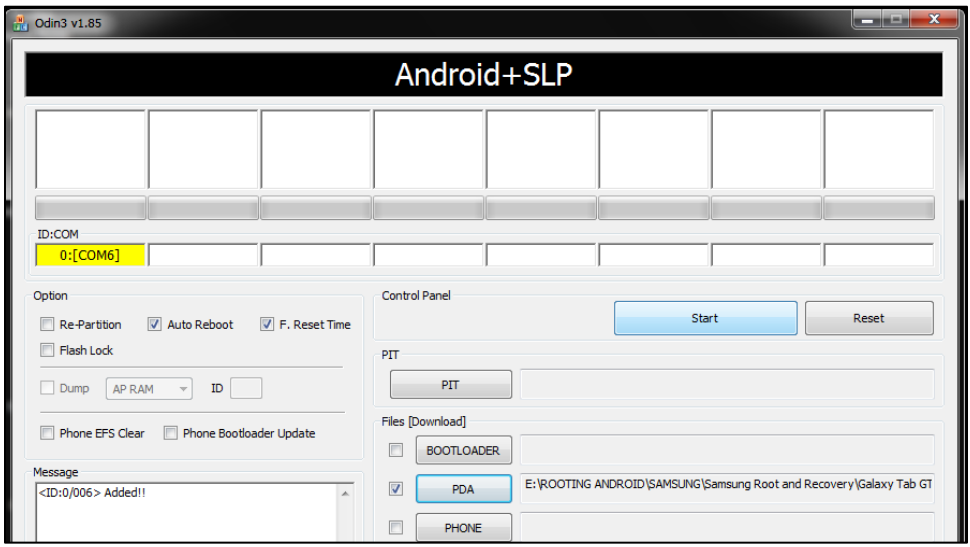 Odin3 v1.85
Android+SLP
ID:COM
0:[COM6]
Option
Re-Partition Auto Reboot F. Reset Time
Flash Lock
Dump AP RAM ID
Phone EFS Clear Phone Bootloader Update
Message
<ID:0/006> Added!!
Control Panel
Start Reset
PIT
PIT
Files [Download]
BOOTLOADER
PDA E:\ROOTING ANDROID\SAMSUNG\Samsung Root and Recovery\Galaxy Tab GT
PHONE